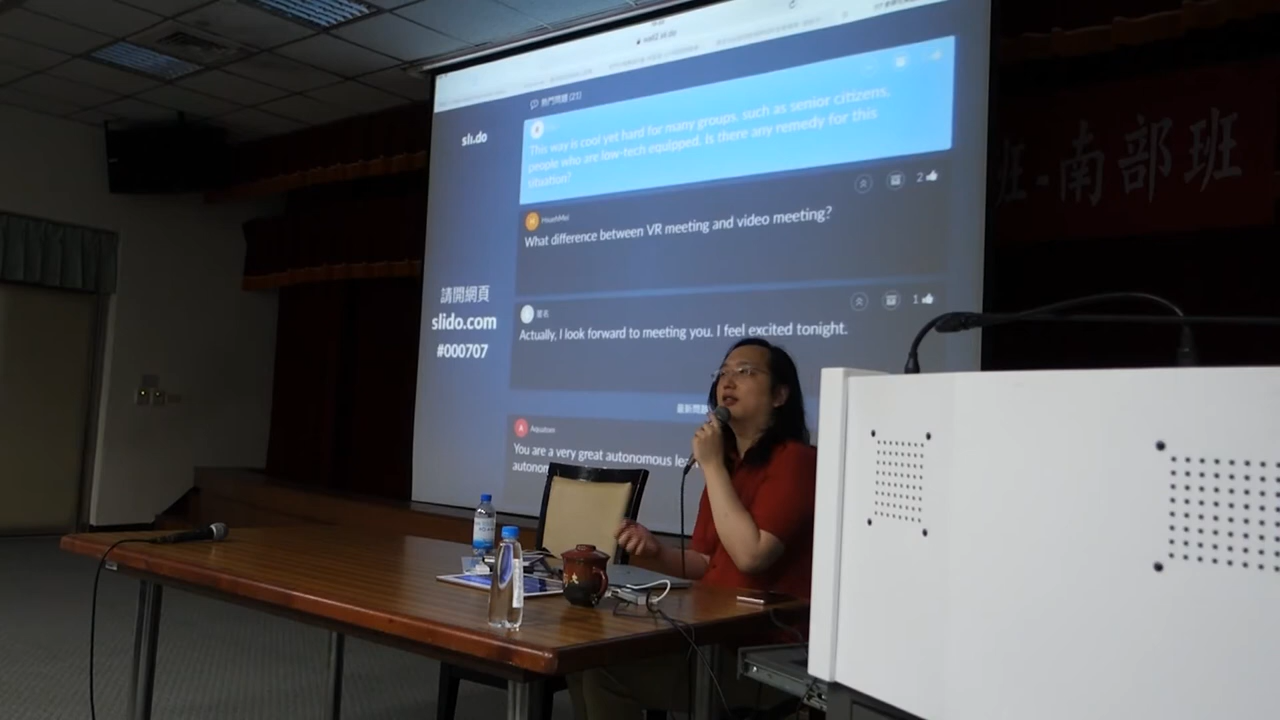 熱門問題 (21)
sli.do
This way is cool yet hard for many groups, such as senior citizens,
people who are low-tech equipped. Is there any remedy for this
situation?
2
HsuehMei
What difference between VR meeting and video meeting?
1
匿名
Actually, I look forward to meeting you. I feel excited tonight.
請開網頁
slido.com
#000707
最新問題
Aquatom
You are a very great autonomous
autonom
班-南部班